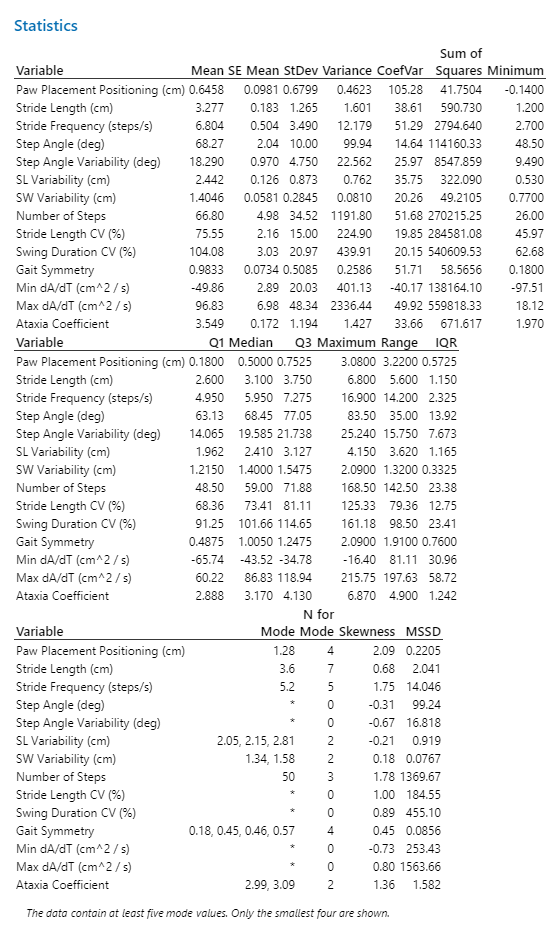 Statistics
Sum of
Variable Mean SE Mean StDev Variance CoefVar Squares Minimum
Paw Placement Positioning (cm) 0.6458 0.0981 0.6799 0.4623 105.28 41.7504 -0.1400
Stride Length (cm) 3.277 0.183 1.265 1.601 38.61 590.730 1.200
Stride Frequency (steps/s) 6.804 0.504 3.490 12.179 51.29 2794.640 2.700
Step Angle (deg) 68.27 2.04 10.00 99.94 14.64 114160.33 48.50
Step Angle Variability (deg) 18.290 0.970 4.750 22.562 25.97 8547.859 9.490
SL Variability (cm) 2.442 0.126 0.873 0.762 35.75 322.090 0.530
SW Variability (cm) 1.4046 0.0581 0.2845 0.0810 20.26 49.2105 0.7700
Number of Steps 66.80 4.98 34.52 1191.80 51.68 270215.25 26.00
Stride Length CV (%) 75.55 2.16 15.00 224.90 19.85 284581.08 45.97
Swing Duration CV (%) 104.08 3.03 20.97 439.91 20.15 540609.53 62.68
Gait Symmetry 0.9833 0.0734 0.5085 0.2586 51.71 58.5656 0.1800
Min dA/dT (cm^2 / s) -49.86 2.89 20.03 401.13 -40.17 138164.10 -97.51
Max dA/dT (cm^2 / s) 96.83 6.98 48.34 2336.44 49.92 559818.33 18.12
Ataxia Coefficient 3.549 0.172 1.194 1.427 33.66 671.617 1.970
Variable Q1 Median Q3 Maximum Range IQR
Paw Placement Positioning (cm) 0.1800 0.5000 0.7525 3.0800 3.2200 0.5725
Stride Length (cm) 2.600 3.100 3.750 6.800 5.600 1.150
Stride Frequency (steps/s) 4.950 5.950 7.275 16.900 14.200 2.325
Step Angle (deg) 63.13 68.45 77.05 83.50 35.00 13.92
Step Angle Variability (deg) 14.065 19.585 21.738 25.240 15.750 7.673
SL Variability (cm) 1.962 2.410 3.127 4.150 3.620 1.165
SW Variability (cm) 1.2150 1.4000 1.5475 2.0900 1.3200 0.3325
Number of Steps 48.50 59.00 71.88 168.50 142.50 23.38
Stride Length CV (%) 68.36 73.41 81.11 125.33 79.36 12.75
Swing Duration CV (%) 91.25 101.66 114.65 161.18 98.50 23.41
Gait Symmetry 0.4875 1.0050 1.2475 2.0900 1.9100 0.7600
Min dA/dT (cm^2 / s) -65.74 -43.52 -34.78 -16.40 81.11 30.96
Max dA/dT (cm^2 / s) 60.22 86.83 118.94 215.75 197.63 58.72
Ataxia Coefficient 2.888 3.170 4.130 6.870 4.900 1.242
N for
Variable Mode Mode Skewness MSSD
Paw Placement Positioning (cm) 1.28 4 2.09 0.2205
Stride Length (cm) 3.6 7 0.68 2.041
Stride Frequency (steps/s) 5.2 5 1.75 14.046
Step Angle (deg) * 0 -0.31 99.24
Step Angle Variability (deg) * 0 -0.67 16.818
SL Variability (cm) 2.05, 2.15, 2.81 2 -0.21 0.919
SW Variability (cm) 1.34, 1.58 2 0.18 0.0767
Number of Steps 50 3 1.78 1369.67
Stride Length CV (%) * 0 1.00 184.55
Swing Duration CV (%) * 0 0.89 455.10
Gait Symmetry 0.18, 0.45, 0.46, 0.57 4 0.45 0.0856
Min dA/dT (cm^2 / s) * 0 -0.73 253.43
Max dA/dT (cm^2 / s) * 0 0.80 1563.66
Ataxia Coefficient 2.99, 3.09 2 1.36 1.582
The data contain at least five mode values. Only the smallest four are shown.